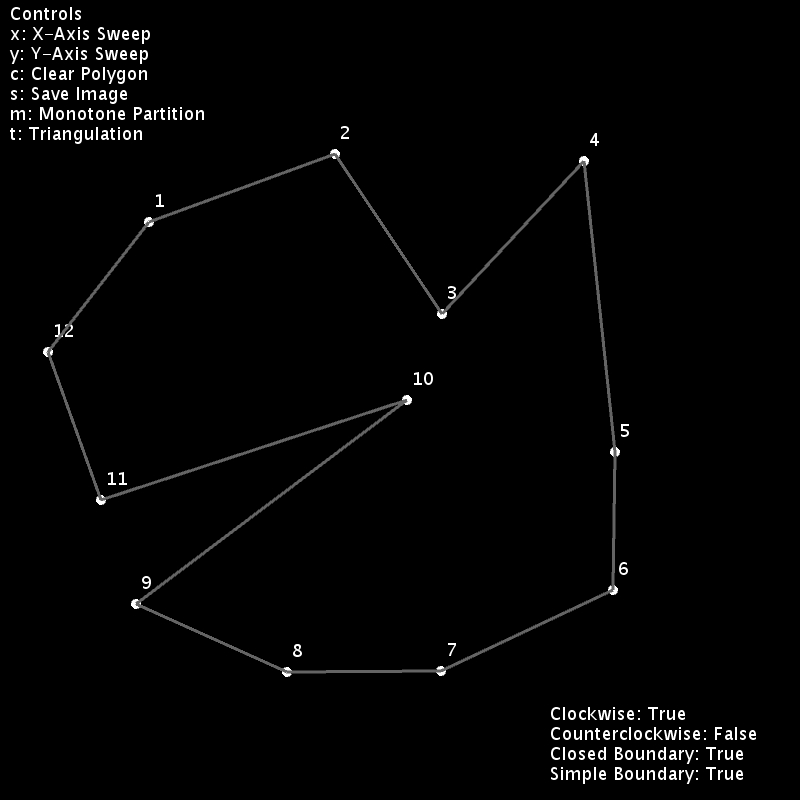 Controls
x: X-Axis Sweep
y: Y-Axis Sweep
c: Clear Polygon
s: Save Image
m: Monotone Partition
t: Triangulation
2
4
1
3
12
10
5
11
6
9
7
8
Clockwise: True
Counterclockwise: False
Closed Boundary: True
Simple Boundary: True